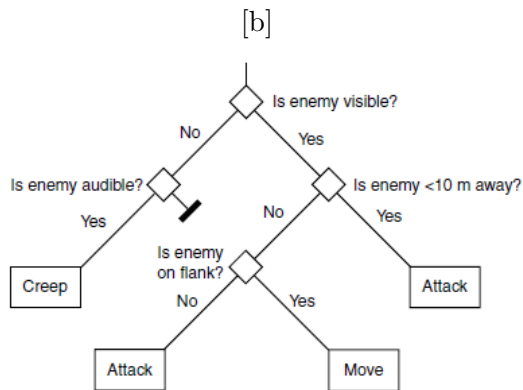 [b]
Is enemy visible?
No
Yes
Is enemy audible?
Is enemy <10 m away?
Yes
No
Yes
Is enemy
on flank?
Creep
No
Yes
Attack
Attack
Move